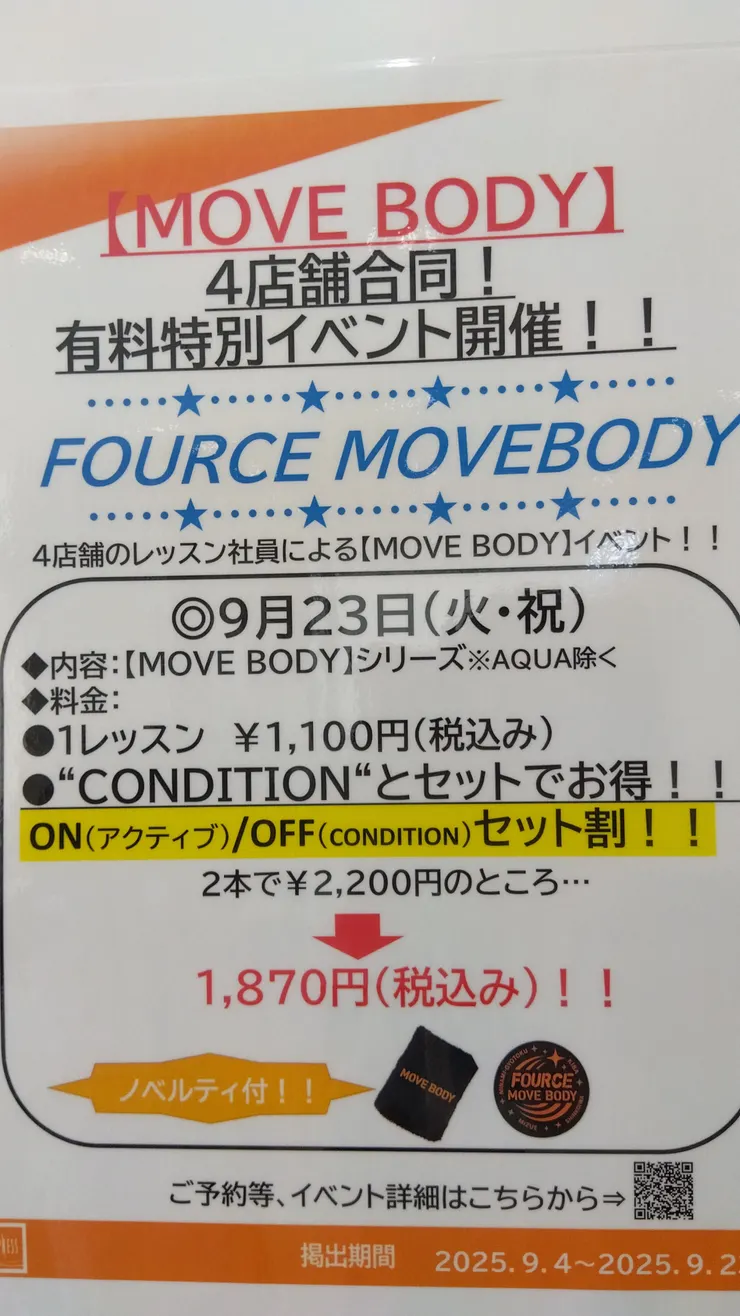 【MOVE BODY】
4店舗合同！
有料特別イベント開催！！
FOURCE MOVEBODY
4店舗のレッスン社員による【MOVE BODY】イベント！！
◎9月23日(火・祝)
◆内容:【MOVE BODY】シリーズ※AQUA除く
◆料金:
●1レッスン ￥1,100円(税込み)
●“CONDITION“とセットでお得！！
ON(アクティブ)/OFF(CONDITION)セット割！！
2本で￥2,200円のところ…
1,870円(税込み)！！
ノベルティ付！！
MOVE BODY
FOURCE
MOVE BODY
ご予約等、イベント詳細はこちらから⇒
掲出期間 2025.9.4～2025.9.2